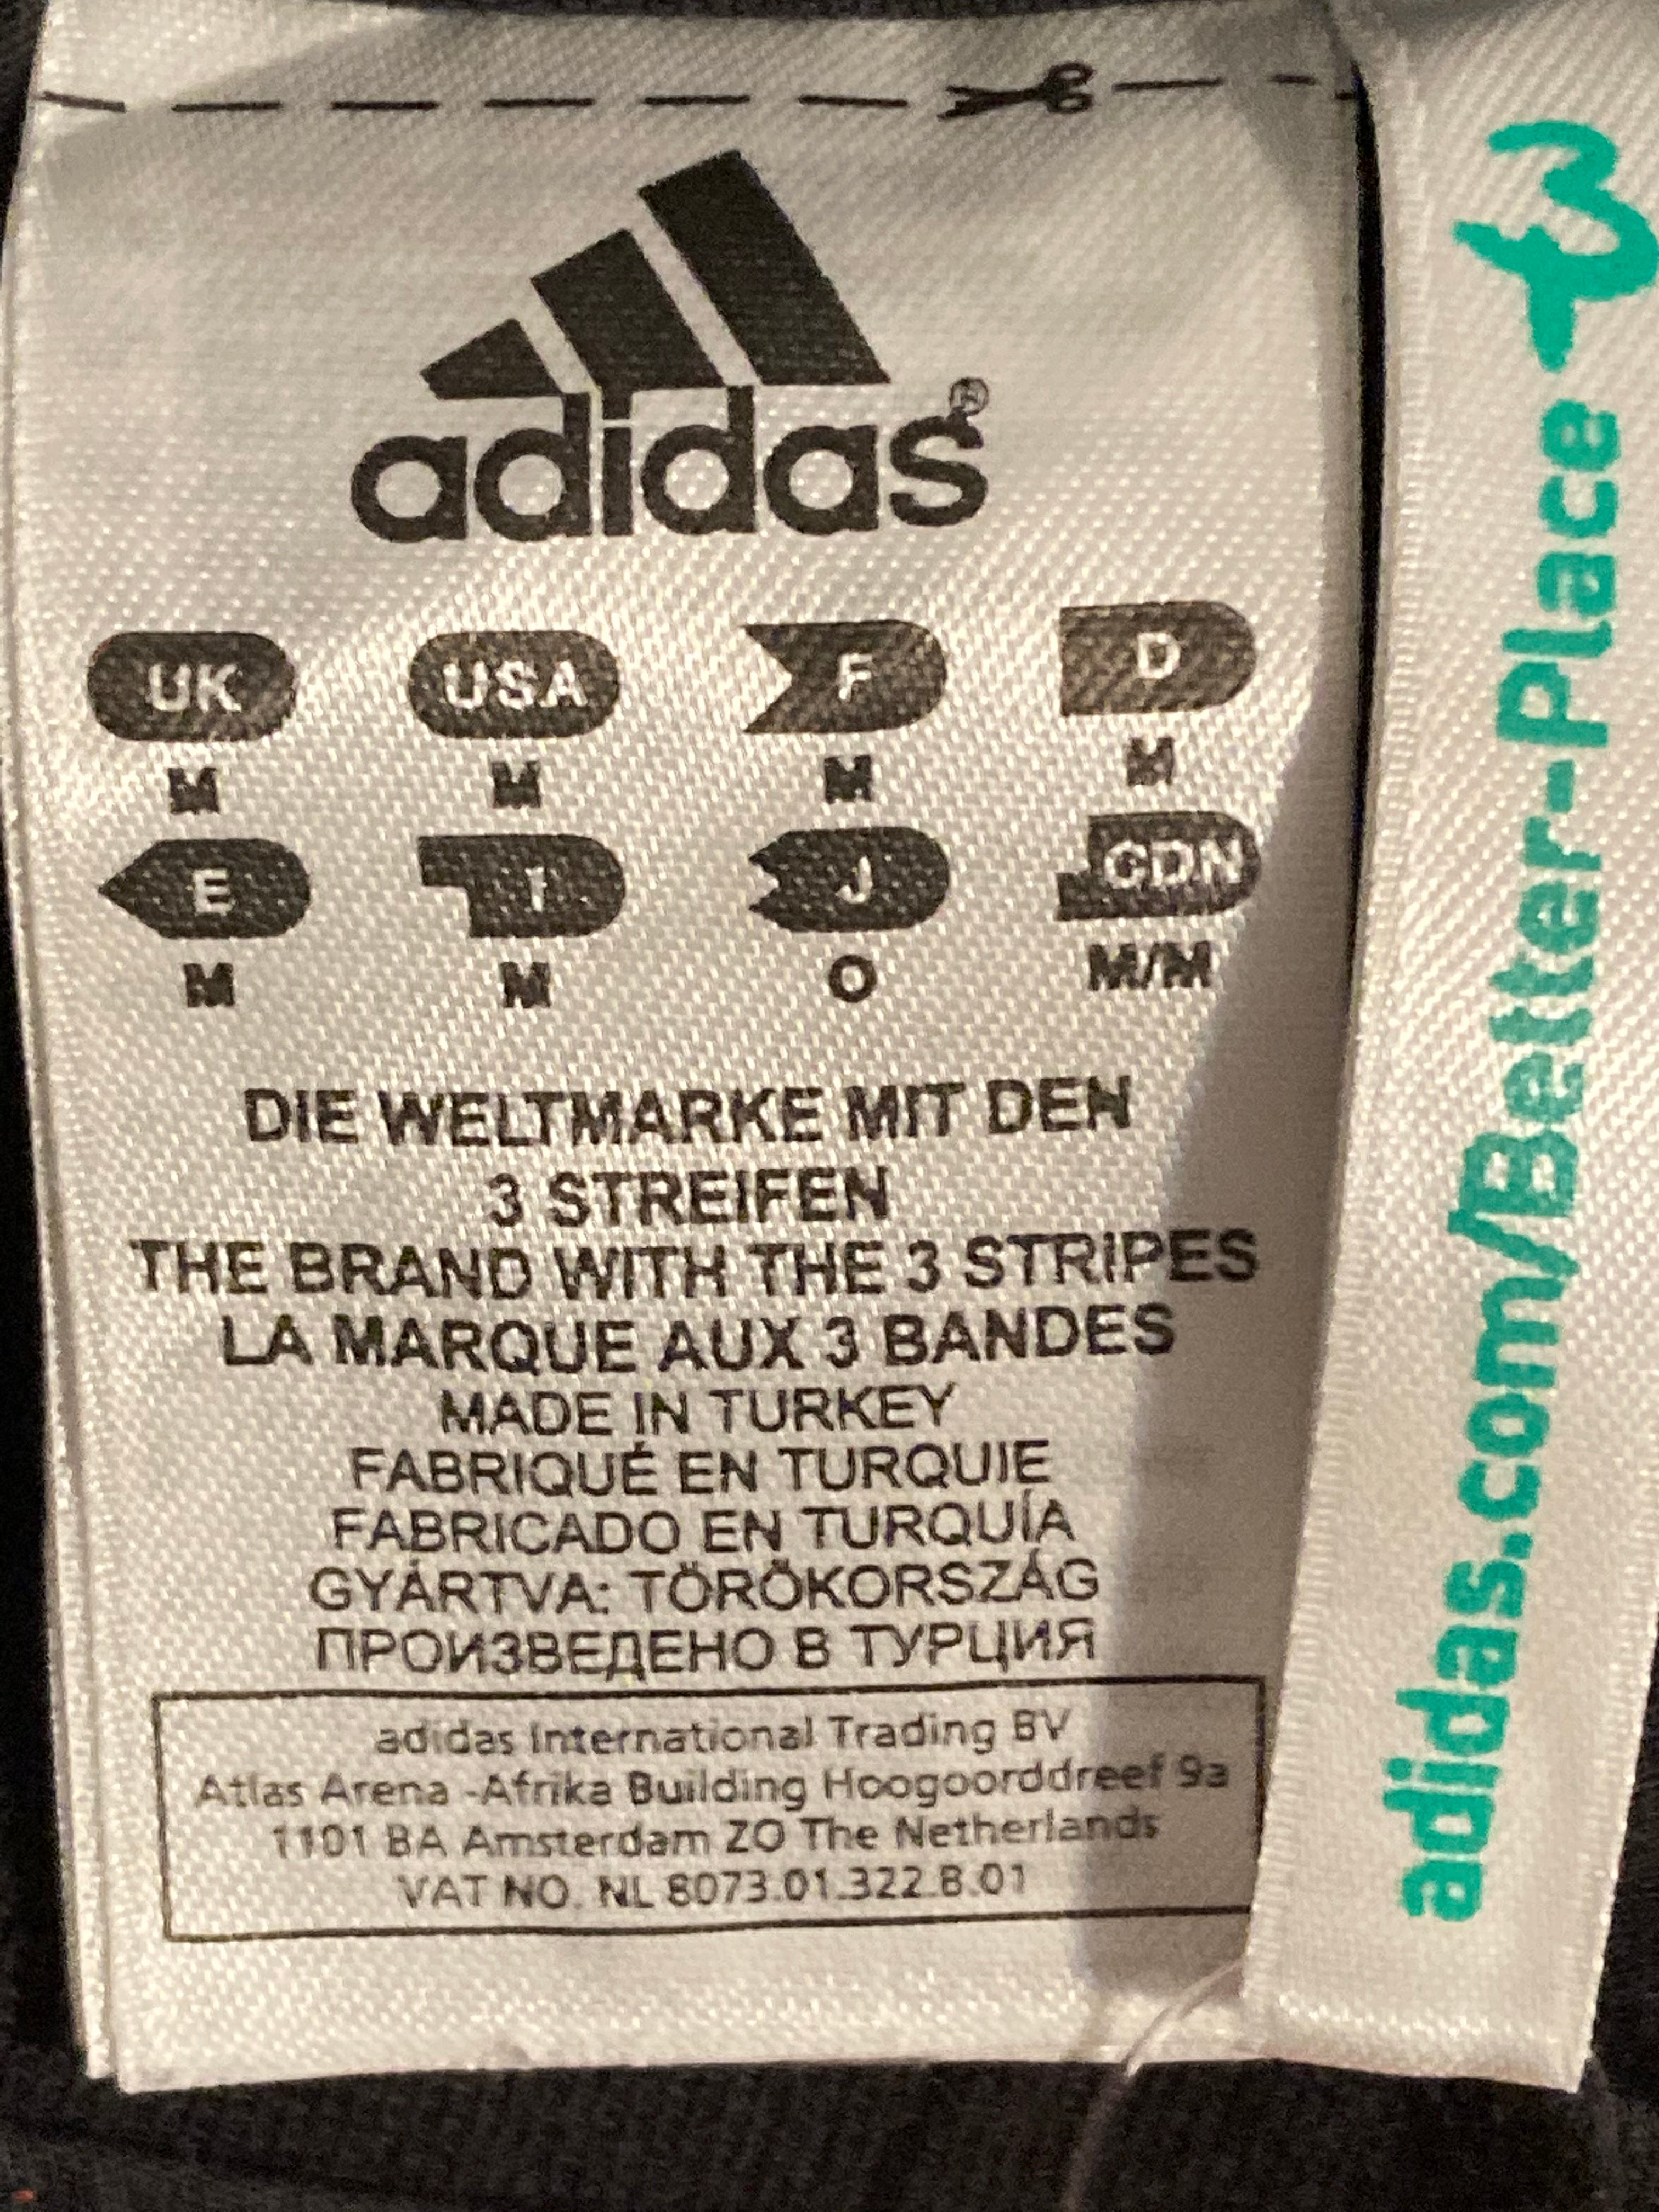 adidas®
UK USA F D
M M M M
E I J CDN
M M O M/M
DIE WELTMARKE MIT DEN
3 STREIFEN
THE BRAND WITH THE 3 STRIPES
LA MARQUE AUX 3 BANDES
MADE IN TURKEY
FABRIQUÉ EN TURQUIE
FABRICADO EN TURQUÍA
GYÁRTVA: TÖRÖKORSZÁG
ПРОИЗВЕДЕНО В ТУРЦИЯ
adidas International Trading BV
Atlas Arena -Afrika Building Hoogoorddreef 9a
1101 BA Amsterdam ZO The Netherlands
VAT NO. NL 8073.01.322.B.01
adidas.com/Better-Place